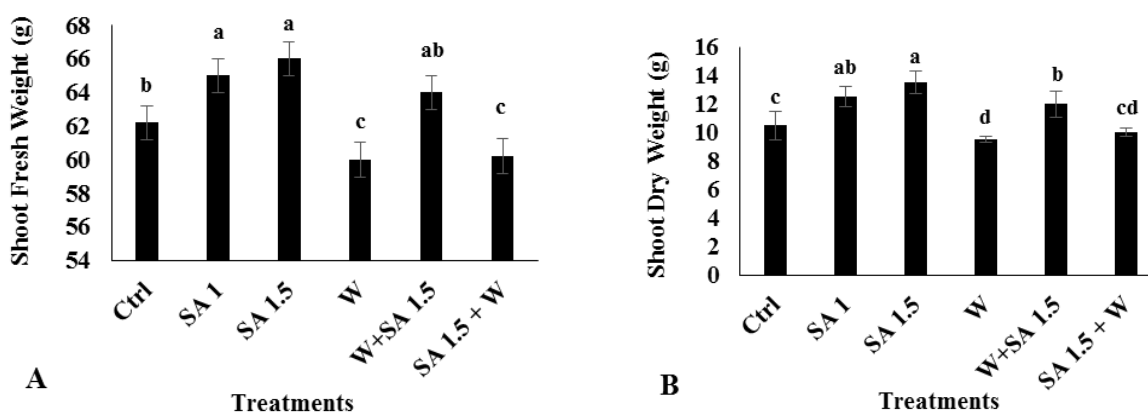 Shoot Fresh Weight (g)
68
66
64
62
60
58
56
54
b
a
a
c
ab
c
Ctrl
SA 1
SA 1.5
W
W+SA 1.5
SA 1.5 + W
A
Treatments
Shoot Dry Weight (g)
16
14
12
10
8
6
4
2
0
c
ab
a
d
b
cd
Ctrl
SA 1
SA 1.5
W
W+SA 1.5
SA 1.5 + W
B
Treatments